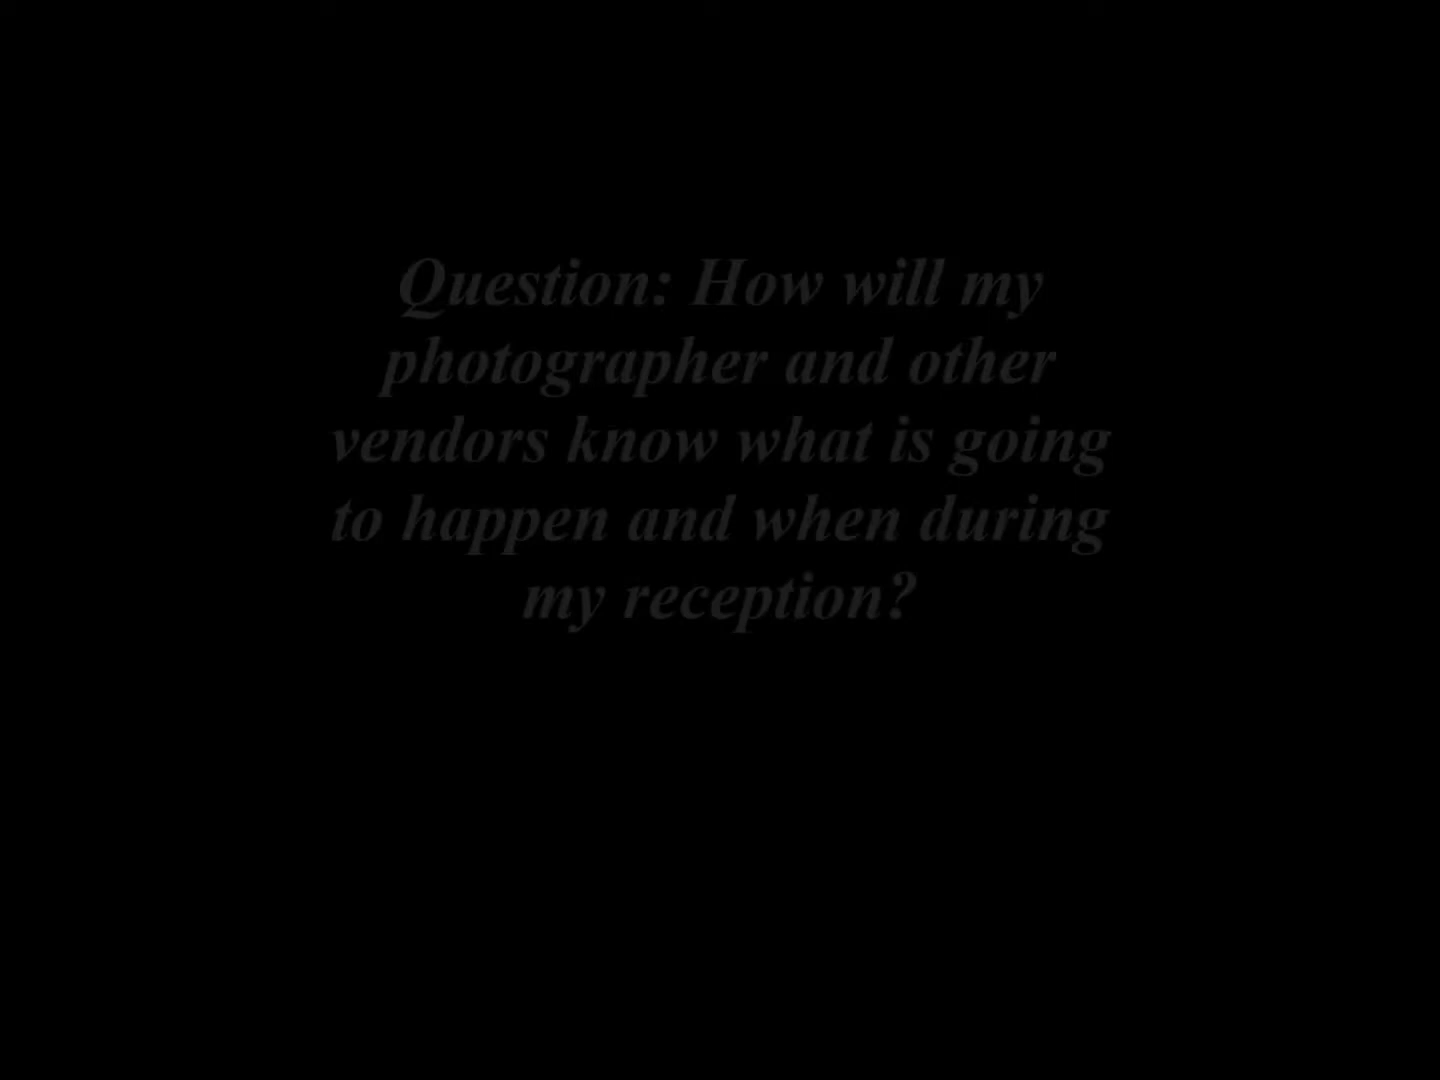 Question: How will my
photographer and other
vendors know what is going
to happen and when during
my reception?